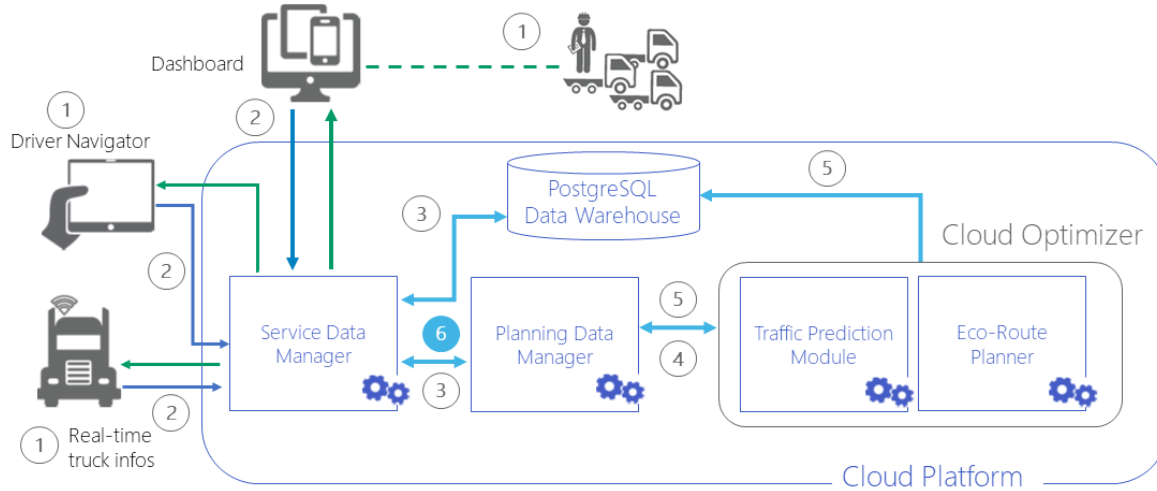 1
Dashboard
2
1
Driver Navigator
PostgreSQL
Data Warehouse
5
3
Cloud Optimizer
2
5
6
Service Data
Manager
Planning Data
Manager
Traffic Prediction
Module
Eco-Route
Planner
4
3
2
1
Real-time
truck infos
Cloud Platform